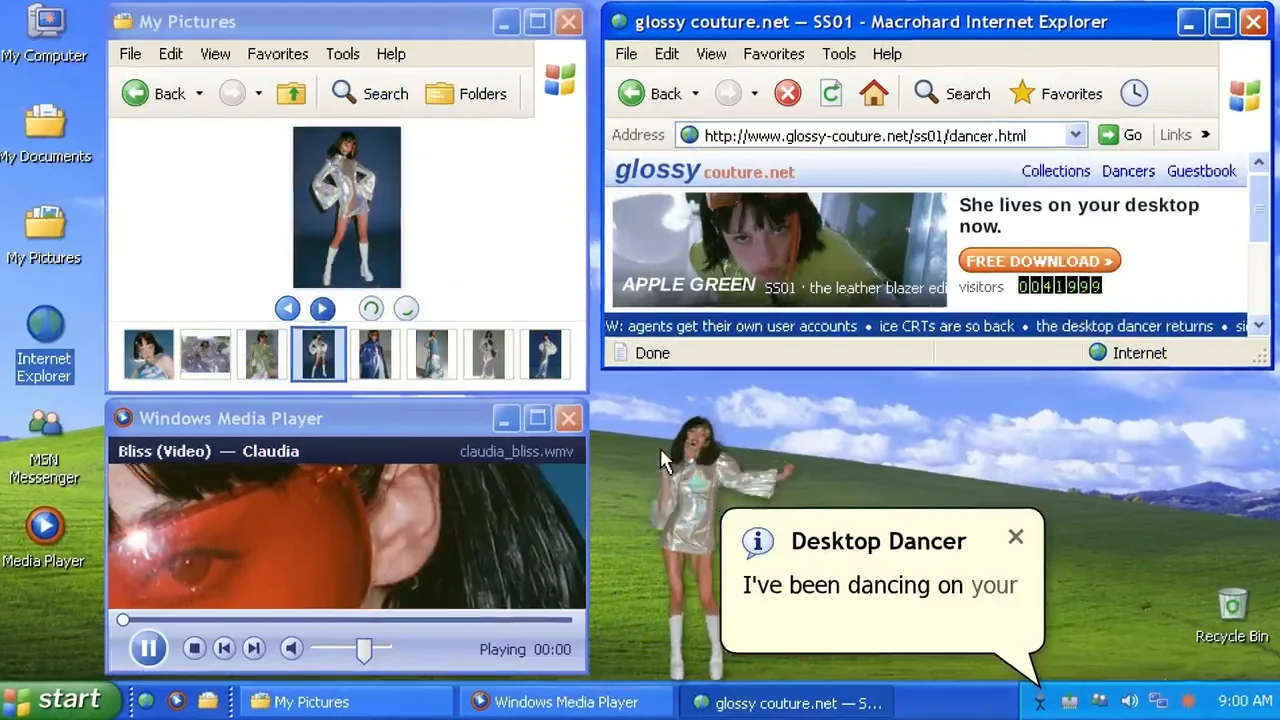 My Computer
My Documents
My Pictures
Internet
Explorer
MSN
Messenger
Media Player
My Pictures
File Edit View Favorites Tools Help
Back Search Folders
glossy couture.net — SS01 - Macrohard Internet Explorer
File Edit View Favorites Tools Help
Back Search Favorites
Address http://www.glossy-couture.net/ss01/dancer.html Go Links
glossy couture.net Collections Dancers Guestbook
She lives on your desktop
now.
FREE DOWNLOAD »
visitors 0041999
APPLE GREEN SS01 · the leather blazer edi
W: agents get their own user accounts • ice CRTs are so back • the desktop dancer returns • si
Done Internet
Windows Media Player
Bliss (Video) — Claudia claudia_bliss.wmv
Playing 00:00
Desktop Dancer
I've been dancing on your
Recycle Bin
start My Pictures Windows Media Player glossy couture.net — S... 9:00 AM